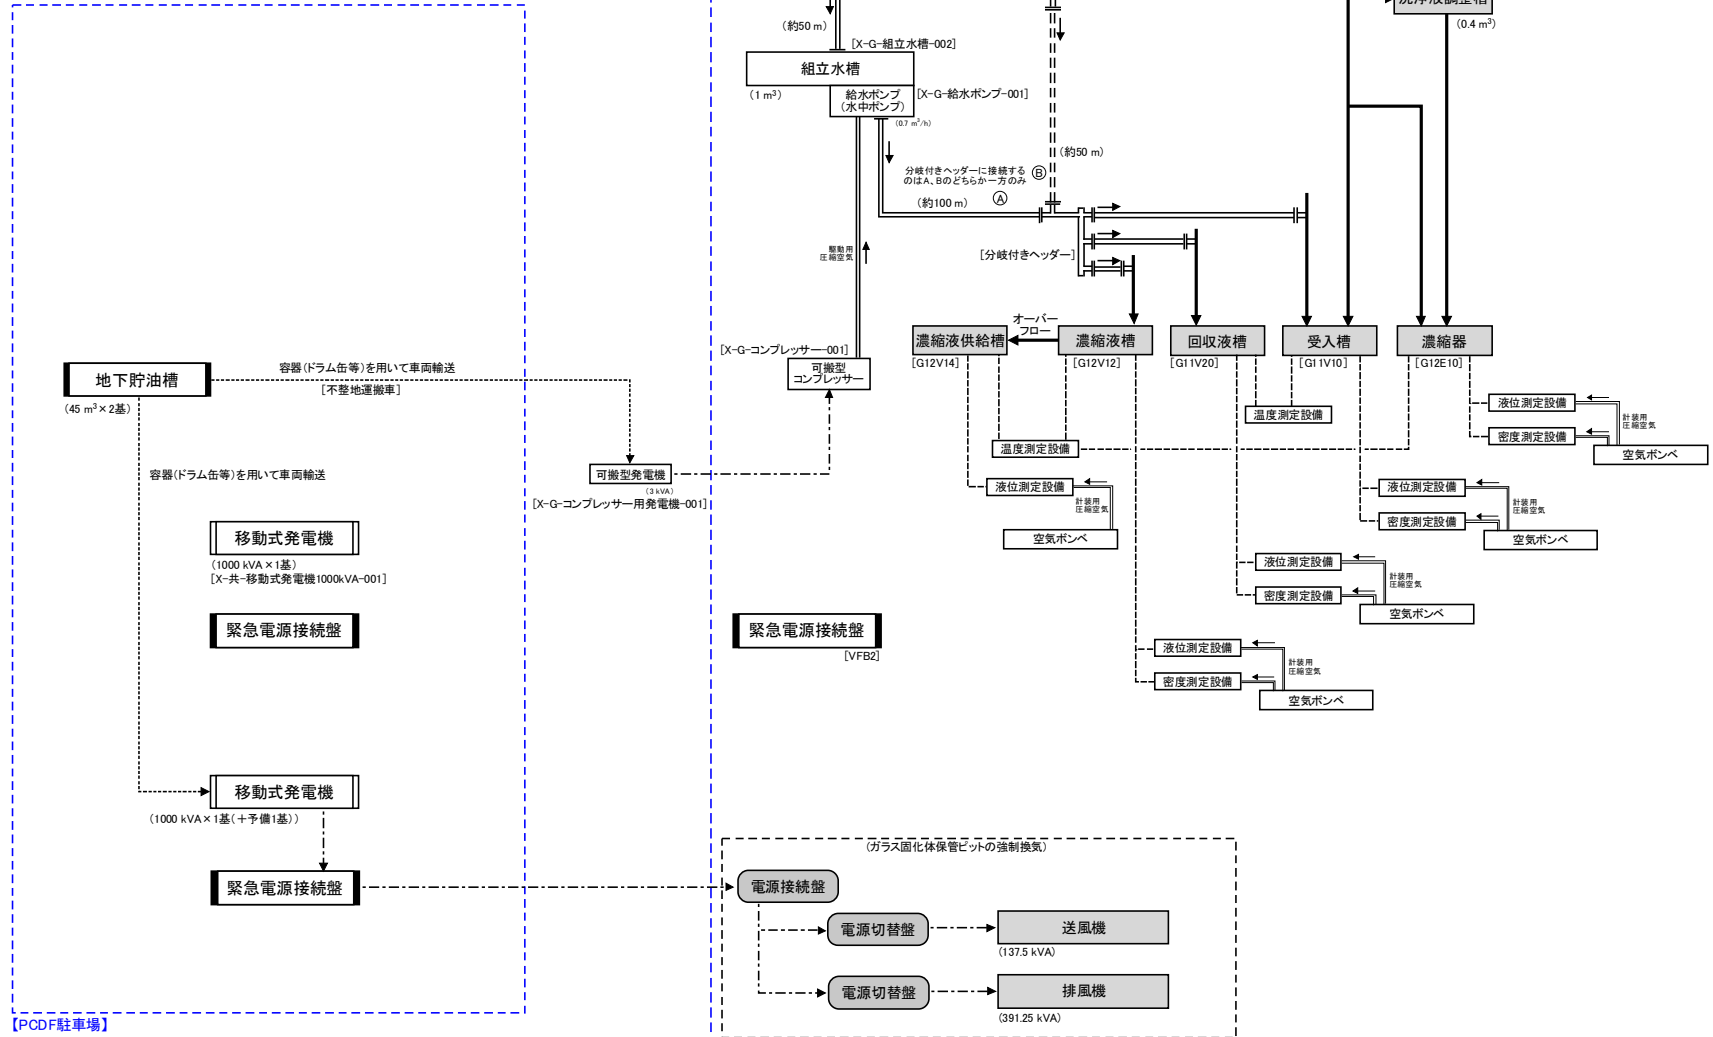 洗浄液調整槽
(0.4 m³)
(約50 m)
[X-G-組立水槽-002]
組立水槽
(1 m³)
給水ポンプ
(水中ポンプ)
[X-G-給水ポンプ-001]
(0.7 m³/h)
(約50 m)
分岐付きヘッダーに接続する
のはA、Bのどちらか一方のみ
Ⓑ
Ⓐ
(約100 m)
駆動用
圧縮空気
[分岐付きヘッダー]
オーバー
フロー
濃縮液供給槽
[G12V14]
濃縮液槽
[G12V12]
回収液槽
[G11V20]
受入槽
[G11V10]
濃縮器
[G12E10]
[X-G-コンプレッサー-001]
可搬型
コンプレッサー
地下貯油槽
(45 m³×2基)
容器(ドラム缶等)を用いて車両輸送
[不整地運搬車]
温度測定設備
液位測定設備
計装用
圧縮空気
密度測定設備
空気ボンベ
温度測定設備
容器(ドラム缶等)を用いて車両輸送
可搬型発電機
(3 kVA)
[X-G-コンプレッサー用発電機-001]
液位測定設備
計装用
圧縮空気
空気ボンベ
液位測定設備
計装用
圧縮空気
密度測定設備
空気ボンベ
移動式発電機
(1000 kVA×1基)
[X-共-移動式発電機1000kVA-001]
液位測定設備
計装用
圧縮空気
密度測定設備
空気ボンベ
緊急電源接続盤
緊急電源接続盤
[VFB2]
液位測定設備
計装用
圧縮空気
密度測定設備
空気ボンベ
移動式発電機
(1000 kVA×1基(+予備1基))
緊急電源接続盤
(ガラス固化体保管ピットの強制換気)
電源接続盤
電源切替盤
送風機
(137.5 kVA)
電源切替盤
排風機
(391.25 kVA)
【PCDF駐車場】